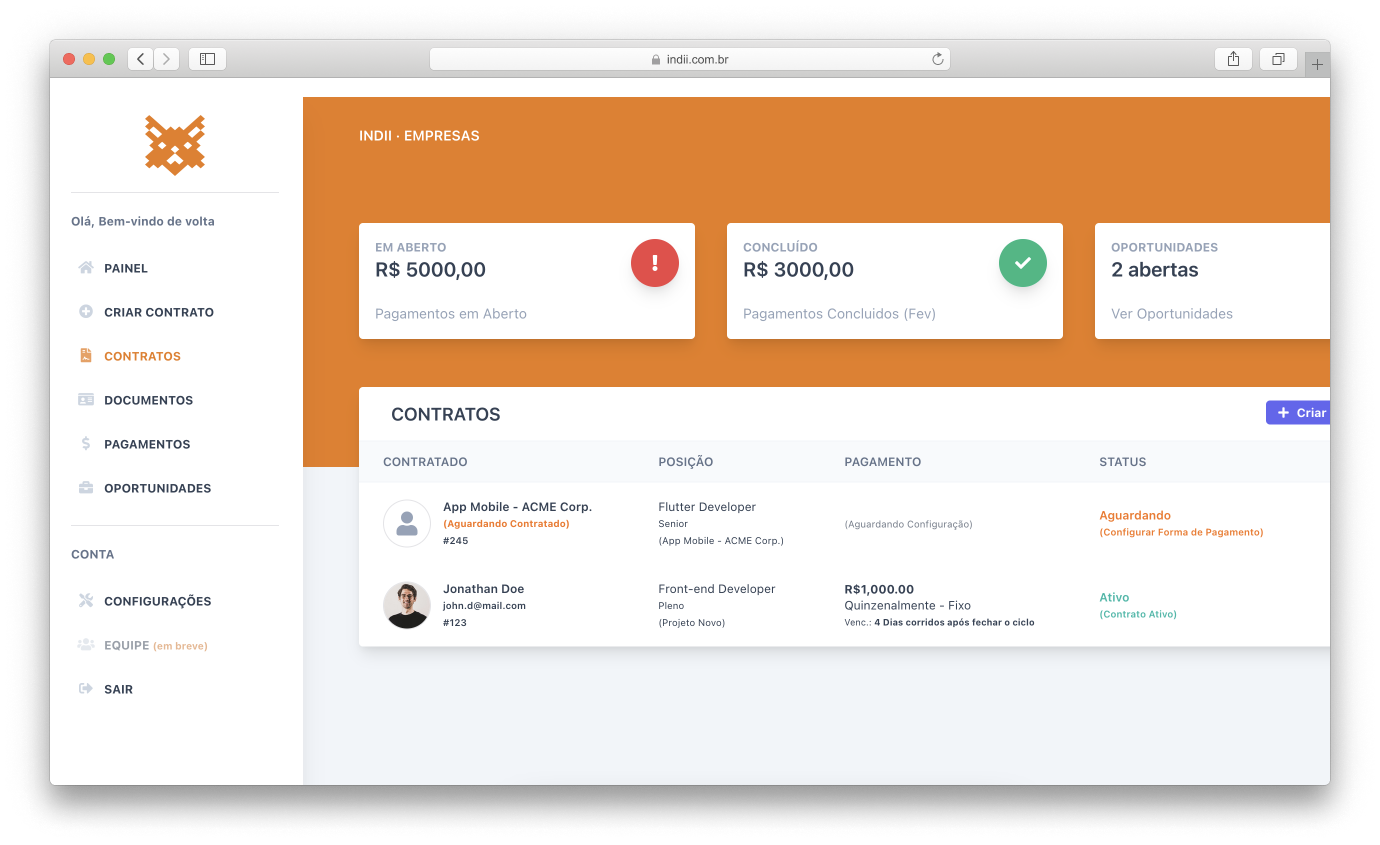 indii.com.br
INDII · EMPRESAS
Olá, Bem-vindo de volta
PAINEL
CRIAR CONTRATO
CONTRATOS
DOCUMENTOS
PAGAMENTOS
OPORTUNIDADES
CONTA
CONFIGURAÇÕES
EQUIPE (em breve)
SAIR
EM ABERTO
R$ 5000,00
Pagamentos em Aberto
CONCLUÍDO
R$ 3000,00
Pagamentos Concluidos (Fev)
OPORTUNIDADES
2 abertas
Ver Oportunidades
CONTRATOS
Criar
CONTRATADO POSIÇÃO PAGAMENTO STATUS
App Mobile - ACME Corp.
(Aguardando Contratado)
#245
Flutter Developer
Senior
(App Mobile - ACME Corp.)
(Aguardando Configuração)
Aguardando
(Configurar Forma de Pagamento)
Jonathan Doe
john.d@mail.com
#123
Front-end Developer
Pleno
(Projeto Novo)
R$1,000.00
Quinzenalmente - Fixo
Venc.: 4 Dias corridos após fechar o ciclo
Ativo
(Contrato Ativo)